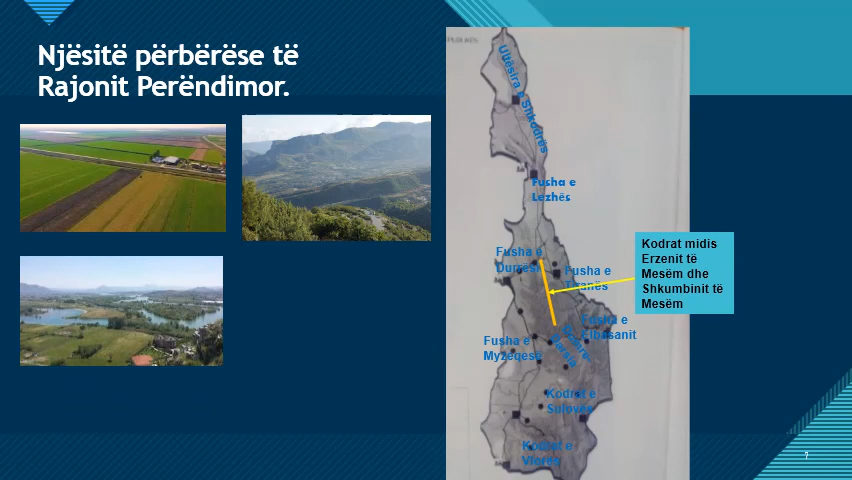 Njësitë përbërëse të
Rajonit Perëndimor.
Ultësira e Shkodrës
Fusha e
Lezhës
Fusha e
Durrësi
Fusha e
Tiranës
Kodrat midis
Erzenit të
Mesëm dhe
Shkumbinit të
Mesëm
Fusha e
Elbasanit
Fusha e
Myzeqesë
Kodrat e
Sulovës
Kodrat e
Vlorës
7